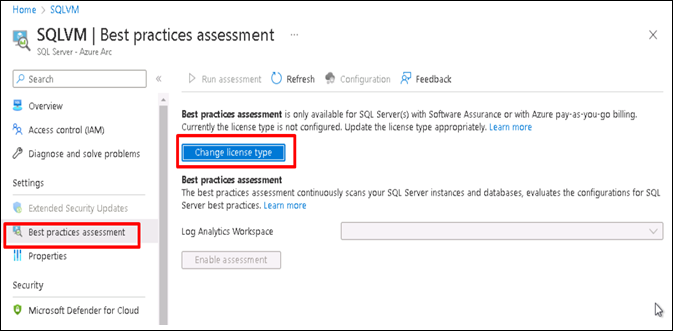 Home > SQLVM
SQLVM | Best practices assessment ...
SQL Server - Azure Arc
Search
Overview
Access control (IAM)
Diagnose and solve problems
Settings
Extended Security Updates
Best practices assessment
Properties
Security
Microsoft Defender for Cloud
Run assessment Refresh Configuration Feedback
Best practices assessment is only available for SQL Server(s) with Software Assurance or with Azure pay-as-you-go billing.
Currently the license type is not configured. Update the license type appropriately. Learn more
Change license type
Best practices assessment
The best practices assessment continuously scans your SQL Server instances and databases, evaluates the configurations for SQL
Server best practices. Learn more
Log Analytics Workspace
Enable assessment